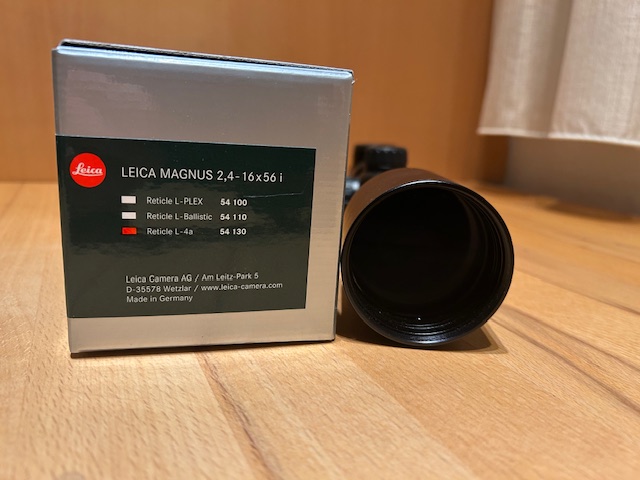 Leica
LEICA MAGNUS 2,4-16x56 i
Reticle L-PLEX 54 100
Reticle L-Ballistic 54 110
Reticle L-4a 54 130
Leica Camera AG / Am Leitz-Park 5
D-35578 Wetzlar / www.leica-camera.com
Made in Germany